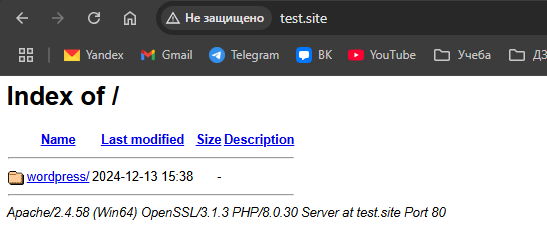 Не защищено test.site
Yandex Gmail Telegram ВК YouTube Учеба ДЗ
Index of /
Name Last modified Size Description
wordpress/ 2024-12-13 15:38 -
Apache/2.4.58 (Win64) OpenSSL/3.1.3 PHP/8.0.30 Server at test.site Port 80